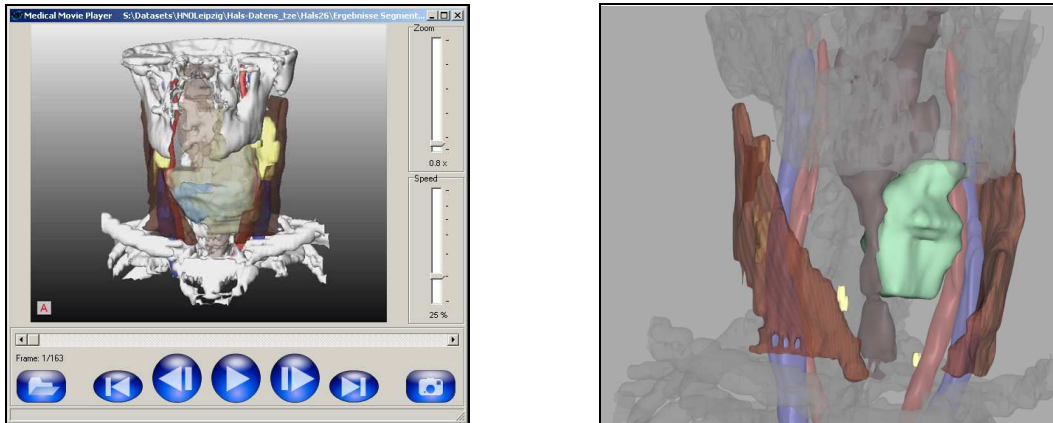 Medical Movie Player   S:\Datasets\HNOLeipzig\Hals-Datens_tze\Hals26\Ergebnisse Segment...
Zoom
0.8 x
Speed
25 %
A
Frame: 1/163